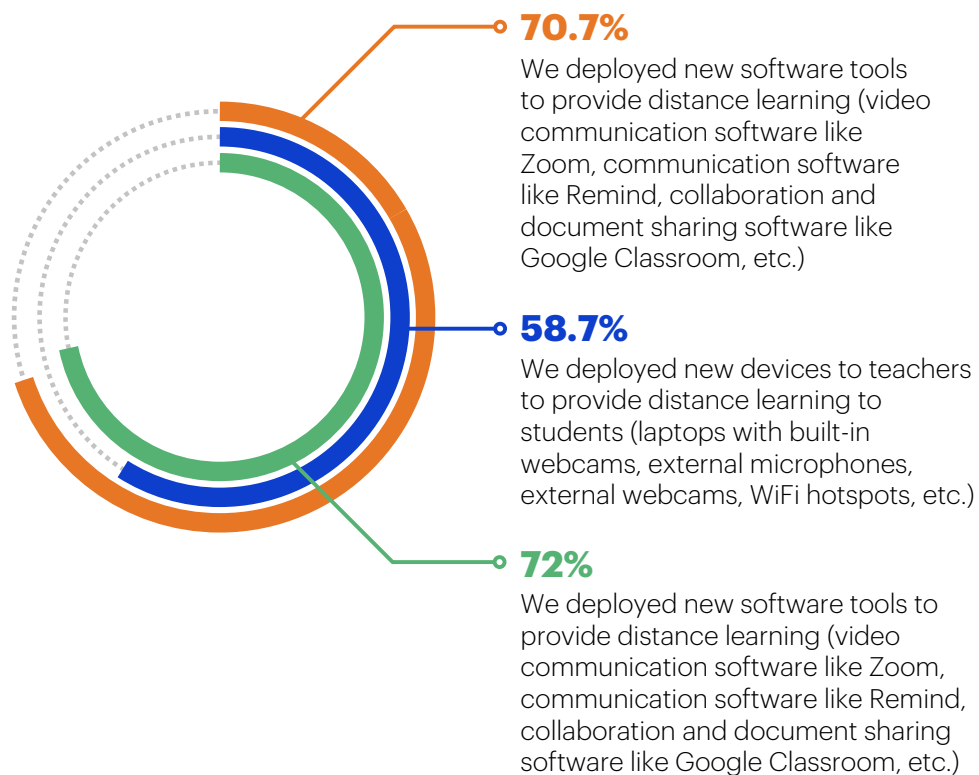 70.7%
We deployed new software tools
to provide distance learning (video
communication software like
Zoom, communication software
like Remind, collaboration and
document sharing software like
Google Classroom, etc.)
58.7%
We deployed new devices to teachers
to provide distance learning to
students (laptops with built-in
webcams, external microphones,
external webcams, WiFi hotspots, etc.)
72%
We deployed new software tools to
provide distance learning (video
communication software like Zoom,
communication software like Remind,
collaboration and document sharing
software like Google Classroom, etc.)